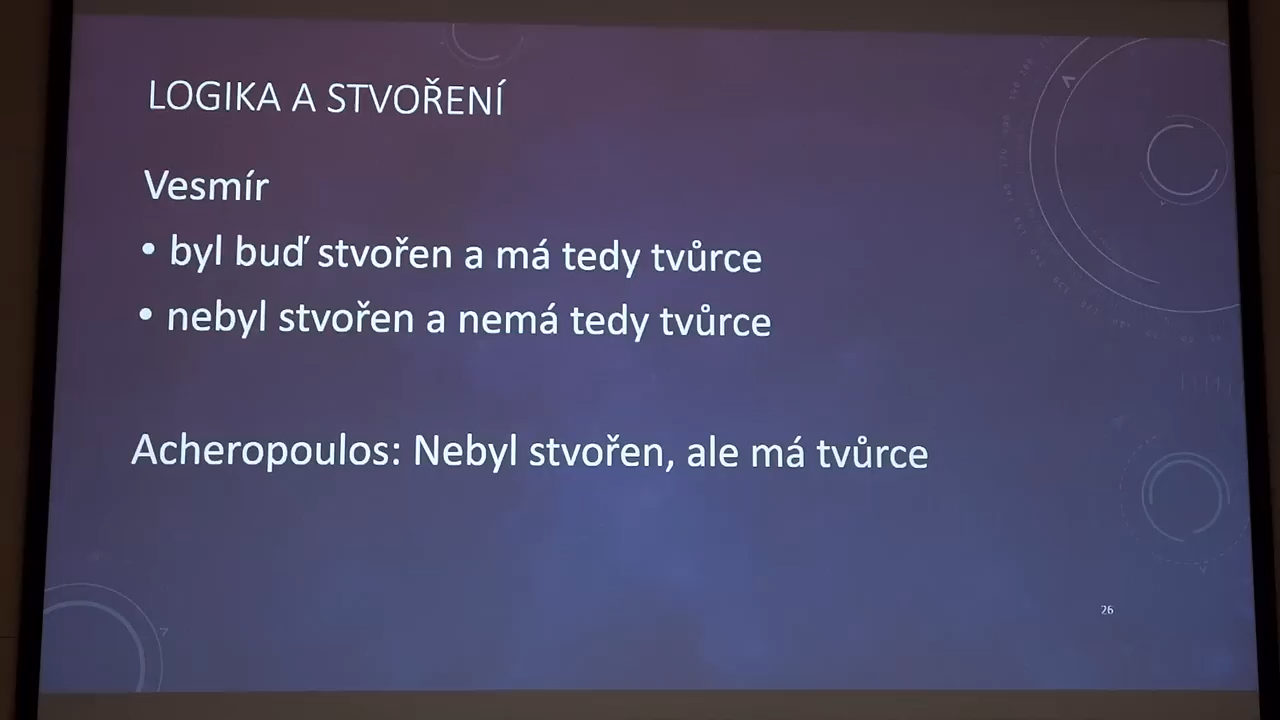 LOGIKA A STVOŘENÍ
Vesmír
• byl buď stvořen a má tedy tvůrce
• nebyl stvořen a nemá tedy tvůrce
Acheropoulos: Nebyl stvořen, ale má tvůrce
26